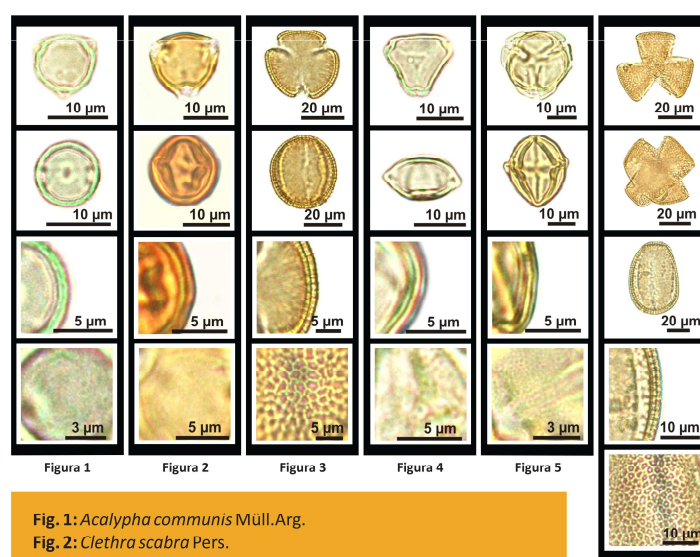 10 µm 10 µm 20 µm 10 µm 10 µm 20 µm
10 µm 10 µm 20 µm 10 µm 10 µm 20 µm
5 µm 5 µm 5 µm 5 µm 5 µm 20 µm
3 µm 5 µm 5 µm 5 µm 3 µm 10 µm
Figura 1 Figura 2 Figura 3 Figura 4 Figura 5
10 µm
Fig. 1: Acalypha communis Müll.Arg.
Fig. 2: Clethra scabra Pers.